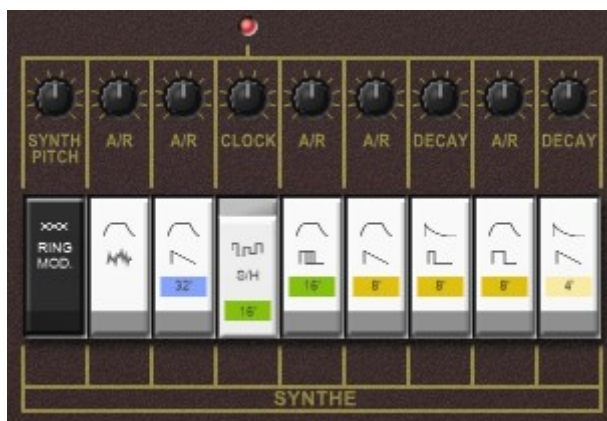 SYNTH PITCH
A/R
A/R
CLOCK
A/R
A/R
DECAY
A/R
DECAY
RING MOD.
32'
S/H
16'
16'
8'
8'
8'
4'
SYNTHE